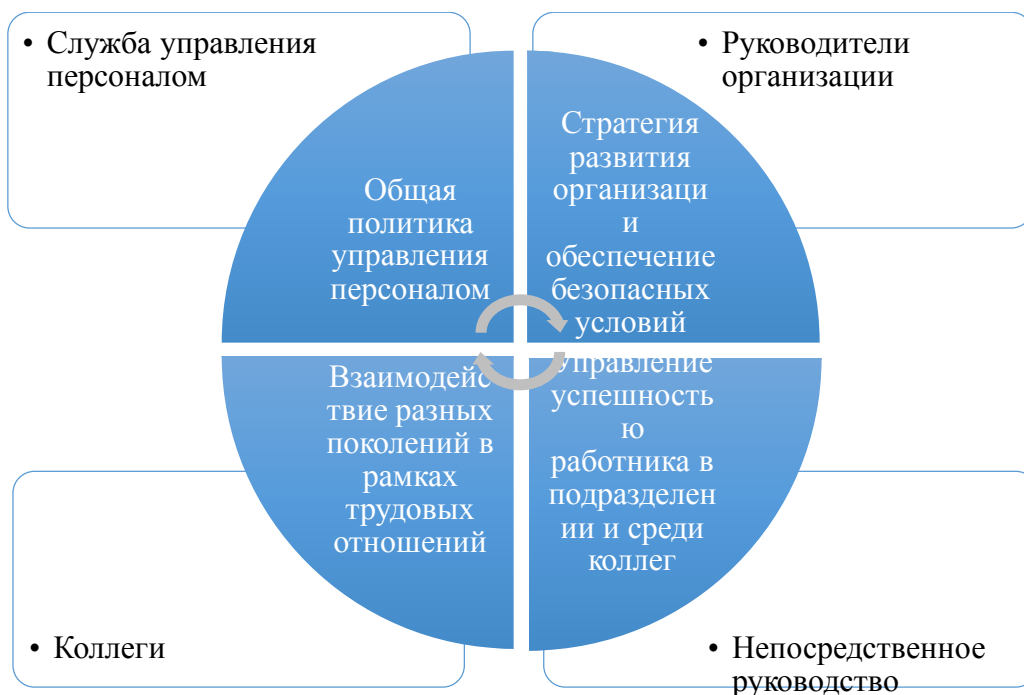 • Служба управления
персоналом
• Руководители
организации
Общая
политика
управления
персоналом
Стратегия
развития
организаци
и
обеспечение
безопасных
условий
Взаимодейс
твие разных
поколений в
рамках
трудовых
отношений
Управление
успешность
ю
работника в
подразделен
ии и среди
коллег
• Коллеги
• Непосредственное
руководство